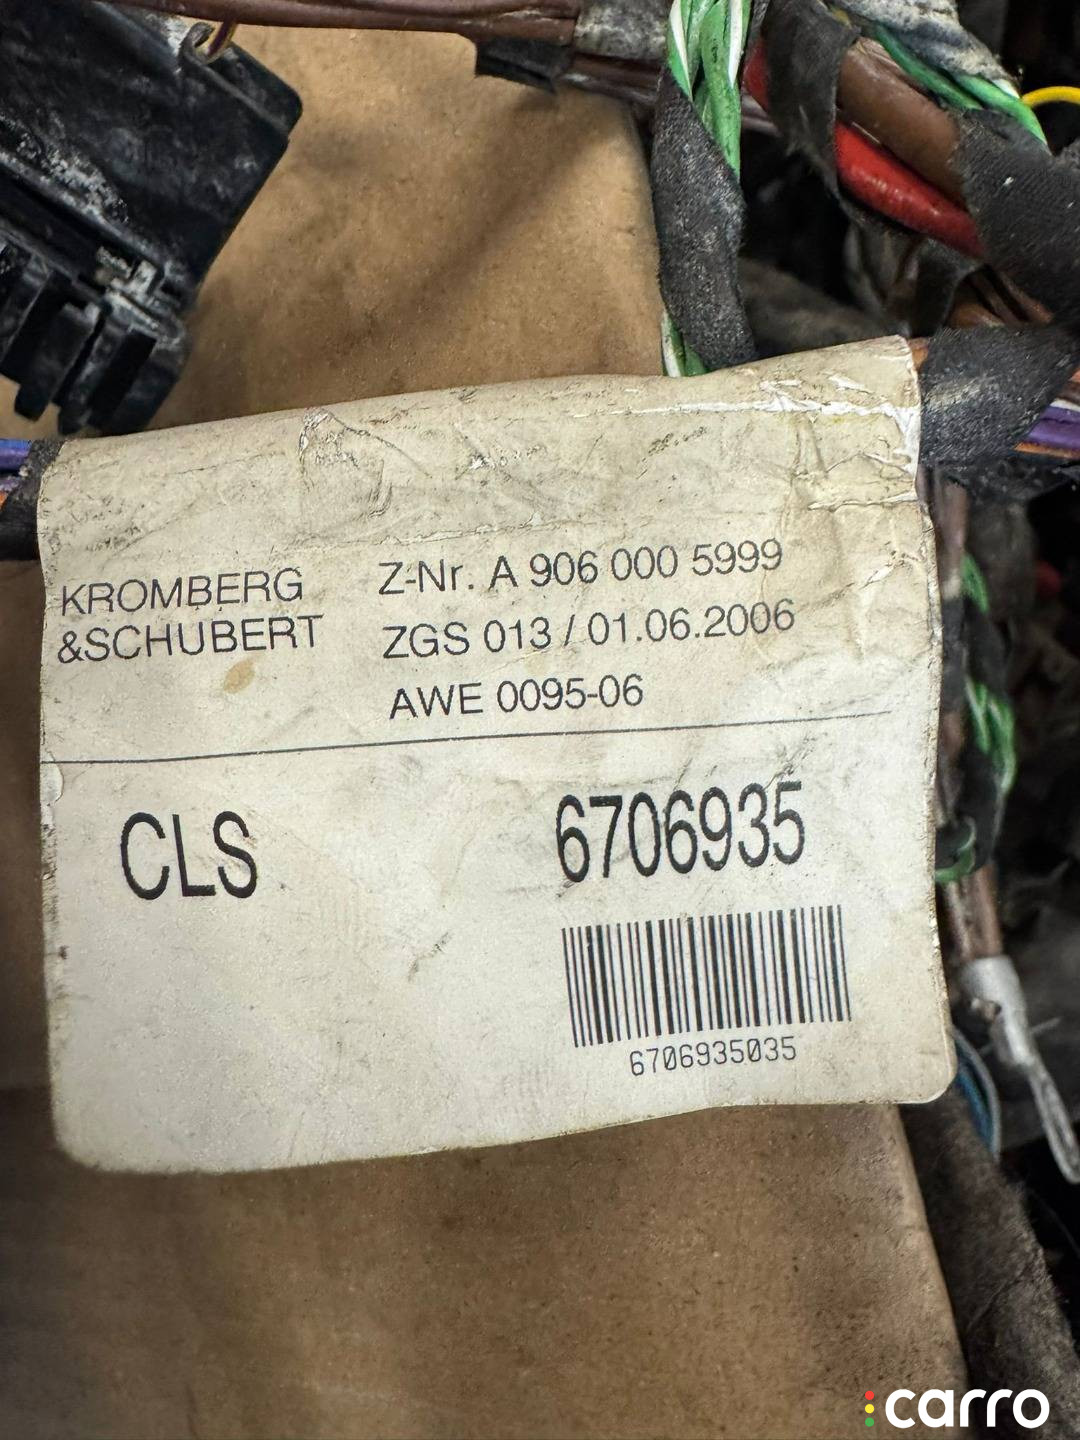 KROMBERG
&SCHUBERT
Z-Nr. A 906 000 5999
ZGS 013 / 01.06.2006
AWE 0095-06
CLS
6706935
6706935035
carro